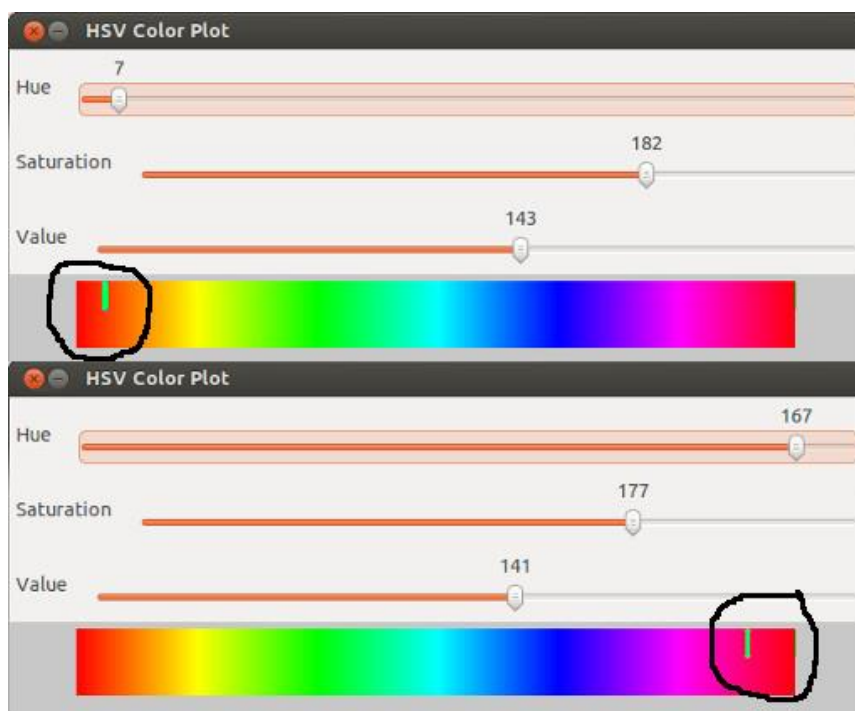 HSV Color Plot
7
Hue
182
Saturation
143
Value
HSV Color Plot
167
Hue
177
Saturation
141
Value